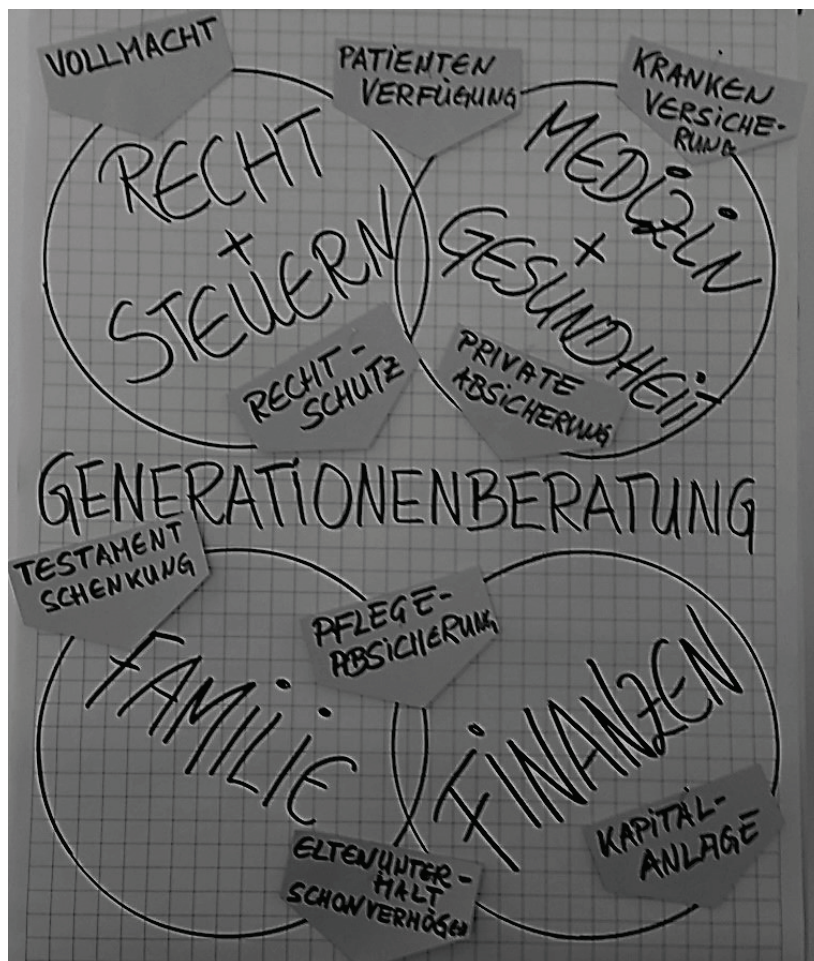 VOLLMACHT
PATIENTEN
VERFÜGUNG
KRANKEN
VERSICHE-
RUNG
RECHT
+
STEUERN
MEDIZIN
+
GESUNDHEIT
RECHT-
SCHUTZ
PRIVATE
ABSICHERUNG
GENERATIONENBERATUNG
TESTAMENT
SCHENKUNG
PFLEGE-
ABSICHERUNG
FAMILIE
FINANZEN
ELTENUNTER-
HALT
SCHONVERMÖGEN
KAPITAL-
ANLAGE